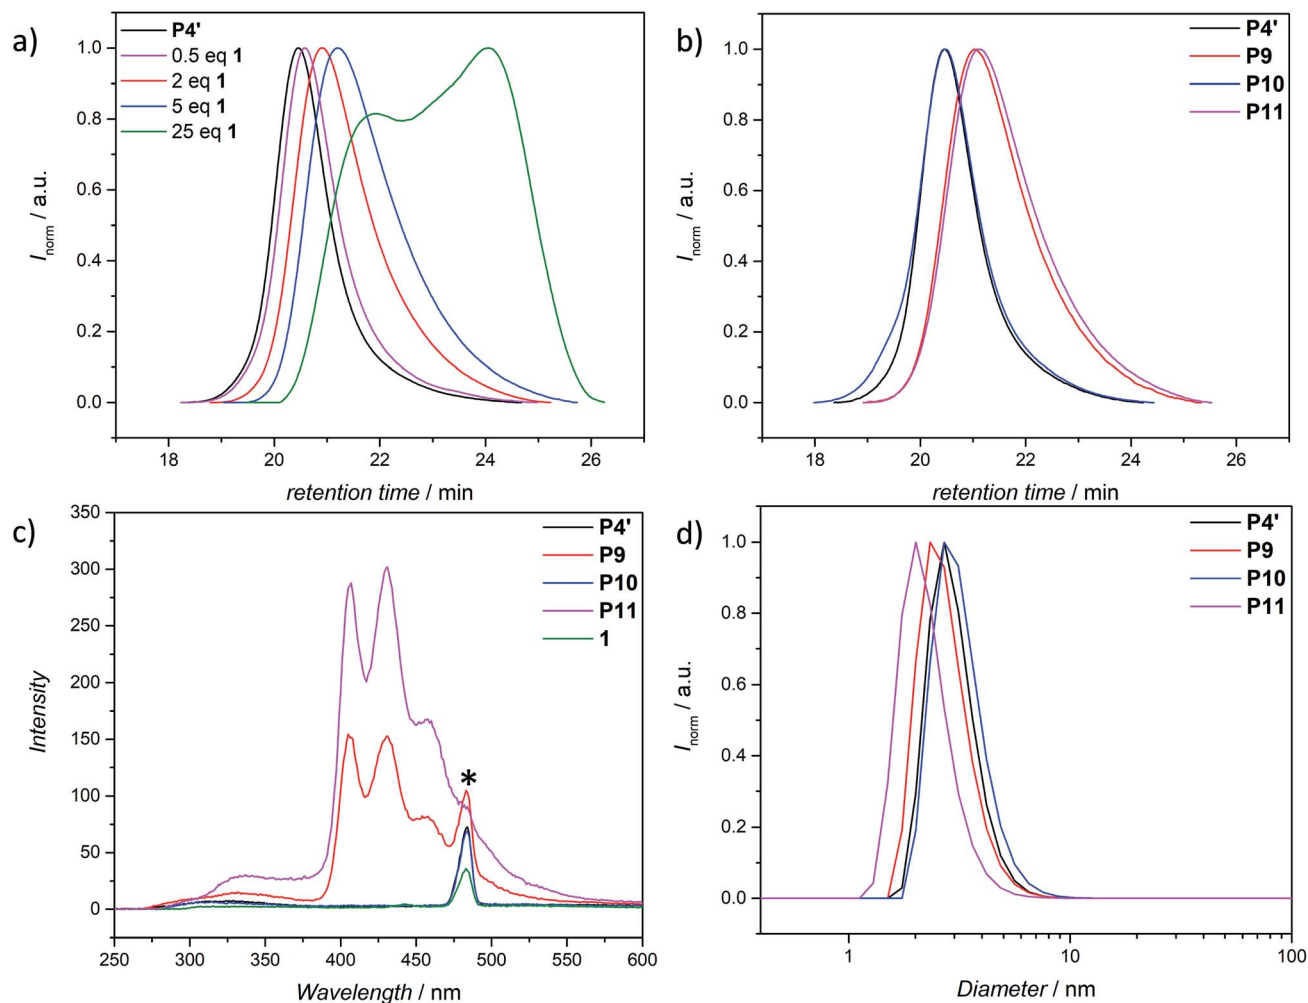 a)
P4'
0.5 eq 1
2 eq 1
5 eq 1
25 eq 1
1.0
0.8
0.6
0.4
0.2
0.0
I norm / a.u.
18 20 22 24 26
retention time / min
b)
P4'
P9
P10
P11
1.0
0.8
0.6
0.4
0.2
0.0
I norm / a.u.
18 20 22 24 26
retention time / min
c)
P4'
P9
P10
P11
1
*
350
300
250
200
150
100
50
0
Intensity
250 300 350 400 450 500 550 600
Wavelength / nm
d)
P4'
P9
P10
P11
1.0
0.8
0.6
0.4
0.2
0.0
I norm / a.u.
1 10 100
Diameter / nm